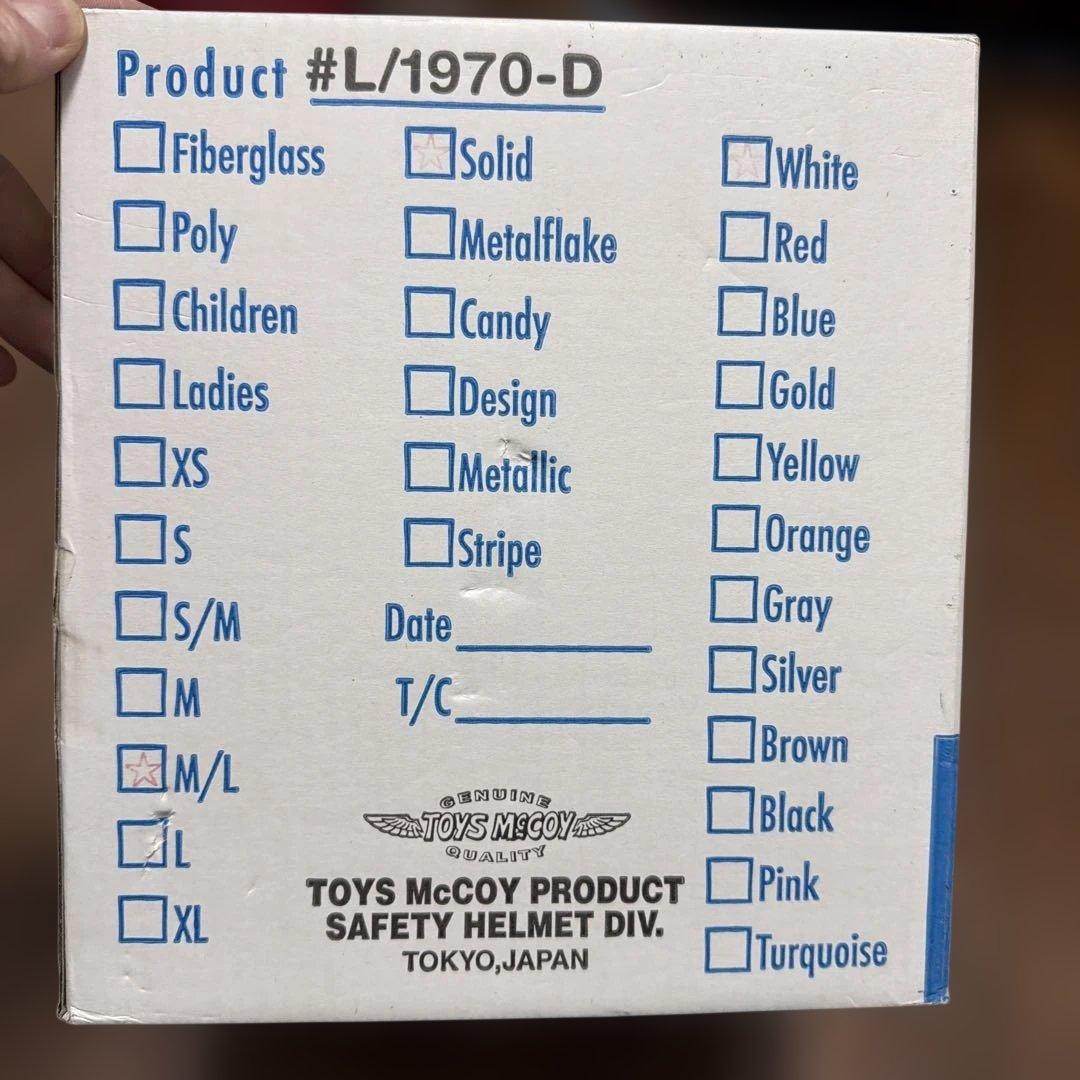 Product #L/1970-D
Fiberglass
Poly
Children
Ladies
XS
S
S/M
M
M/L
L
XL
Solid
Metalflake
Candy
Design
Metallic
Stripe
Date
T/C
White
Red
Blue
Gold
Yellow
Orange
Gray
Silver
Brown
Black
Pink
Turquoise
GENUINE
TOYS McCOY
QUALITY
TOYS McCOY PRODUCT
SAFETY HELMET DIV.
TOKYO,JAPAN